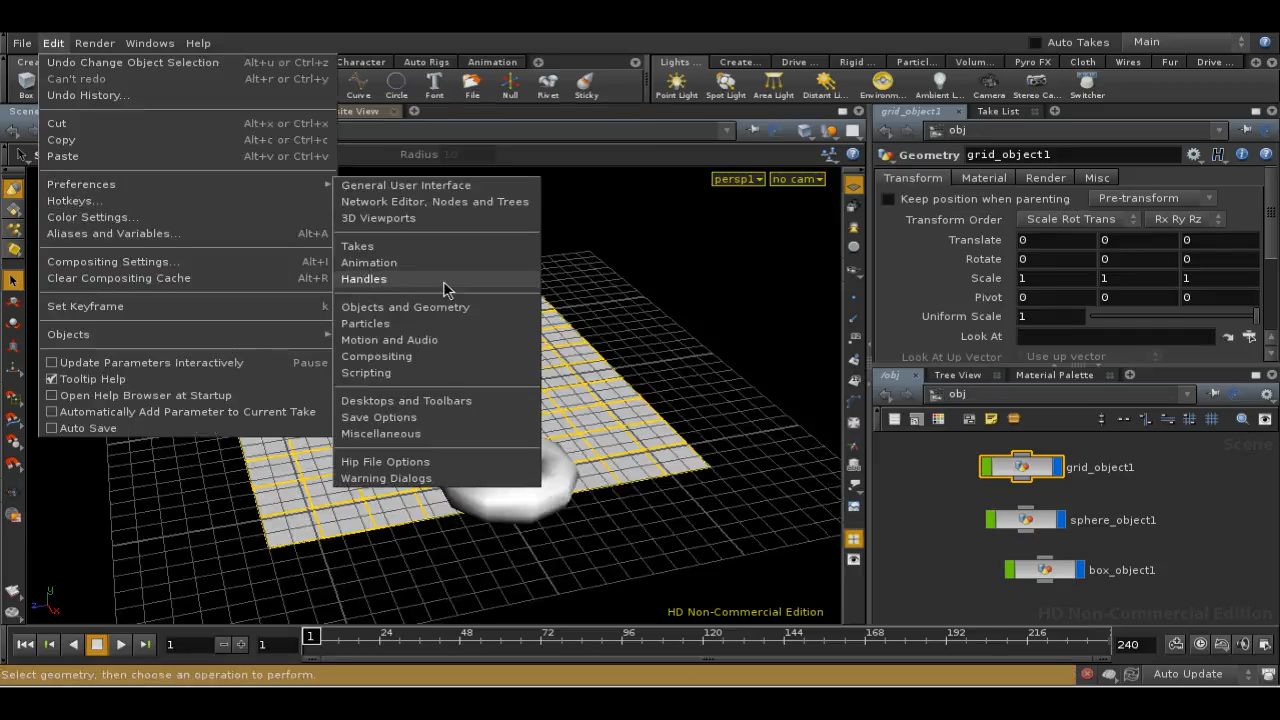 File Edit Render Windows Help
Auto Takes Main
Undo Change Object Selection Alt+u or Ctrl+z
Can't redo Alt+r or Ctrl+y
Undo History...
Cut Alt+x or Ctrl+x
Copy Alt+c or Ctrl+c
Paste Alt+v or Ctrl+v
Preferences
Hotkeys...
Color Settings...
Aliases and Variables... Alt+A
Compositing Settings... Alt+I
Clear Compositing Cache Alt+R
Set Keyframe k
Objects
Update Parameters Interactively Pause
Tooltip Help
Open Help Browser at Startup
Automatically Add Parameter to Current Take
Auto Save
General User Interface
Network Editor, Nodes and Trees
3D Viewports
Takes
Animation
Handles
Objects and Geometry
Particles
Motion and Audio
Compositing
Scripting
Desktops and Toolbars
Save Options
Miscellaneous
Hip File Options
Warning Dialogs
Character Auto Rigs Animation
Box Curve Circle Font File Null Rivet Sticky
Lights ... Create... Drive ... Rigid ... Particl... Volum... Pyro FX Cloth Wires Fur Drive ...
Point Light Spot Light Area Light Distant Li... Environ... Ambient L... Camera Stereo Ca... Switcher
Radius 10
persp1 no cam
HD Non-Commercial Edition
grid_object1 Take List
obj
Geometry grid_object1
Transform Material Render Misc
Keep position when parenting Pre-transform
Transform Order Scale Rot Trans Rx Ry Rz
Translate 0 0 0
Rotate 0 0 0
Scale 1 1 1
Pivot 0 0 0
Uniform Scale 1
Look At
Look At Up Vector Use up vector
/obj Tree View Material Palette
obj
Scene
grid_object1
sphere_object1
box_object1
HD Non-Commercial Edition
1 1 1 24 48 72 96 120 144 168 192 216 240
Select geometry, then choose an operation to perform.
Auto Update